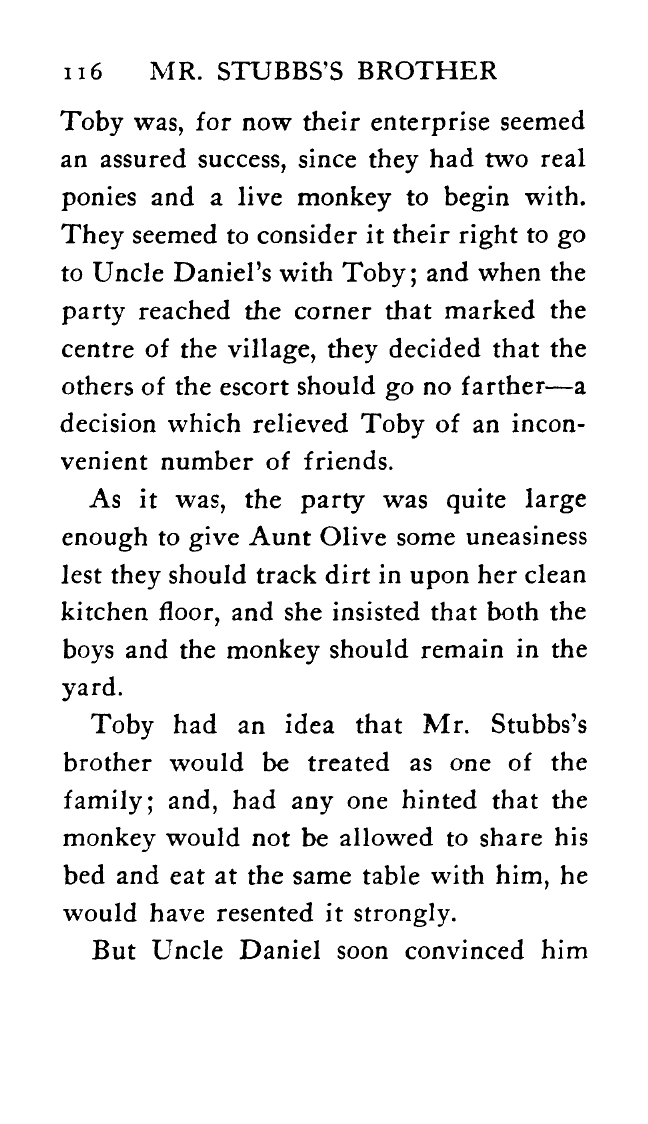 116 MR. STUBBS'S BROTHER
Toby was, for now their enterprise seemed
an assured success, since they had two real
ponies and a live monkey to begin with.
They seemed to consider it their right to go
to Uncle Daniel's with Toby; and when the
party reached the corner that marked the
centre of the village, they decided that the
others of the escort should go no farther—a
decision which relieved Toby of an incon-
venient number of friends.
As it was, the party was quite large
enough to give Aunt Olive some uneasiness
lest they should track dirt in upon her clean
kitchen floor, and she insisted that both the
boys and the monkey should remain in the
yard.
Toby had an idea that Mr. Stubbs's
brother would be treated as one of the
family; and, had any one hinted that the
monkey would not be allowed to share his
bed and eat at the same table with him, he
would have resented it strongly.
But Uncle Daniel soon convinced him